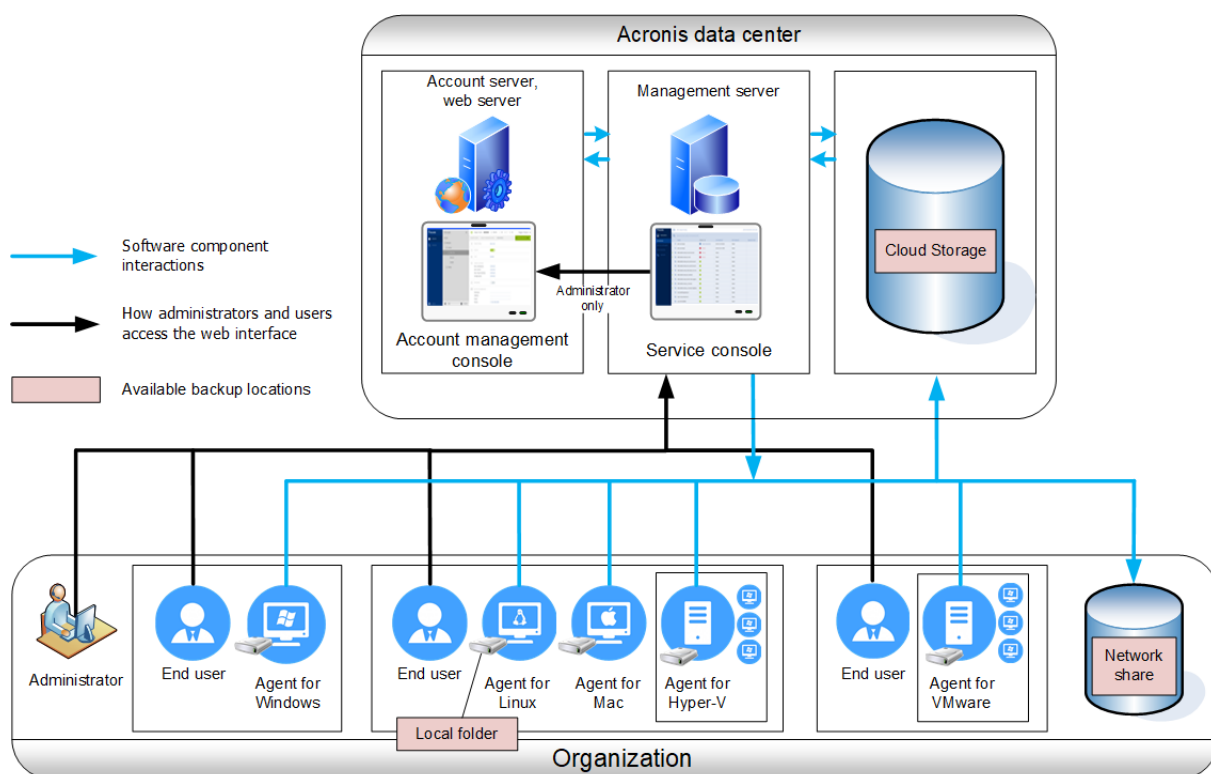 Acronis data center
Account server,
web server
Management server
Cloud Storage
Administrator
only
Account management
console
Service console
Software component
interactions
How administrators and users
access the web interface
Available backup locations
Administrator
End user
Agent for
Windows
End user
Agent for
Linux
Agent for
Mac
Agent for
Hyper-V
Local folder
End user
Agent for
VMware
Network
share
Organization